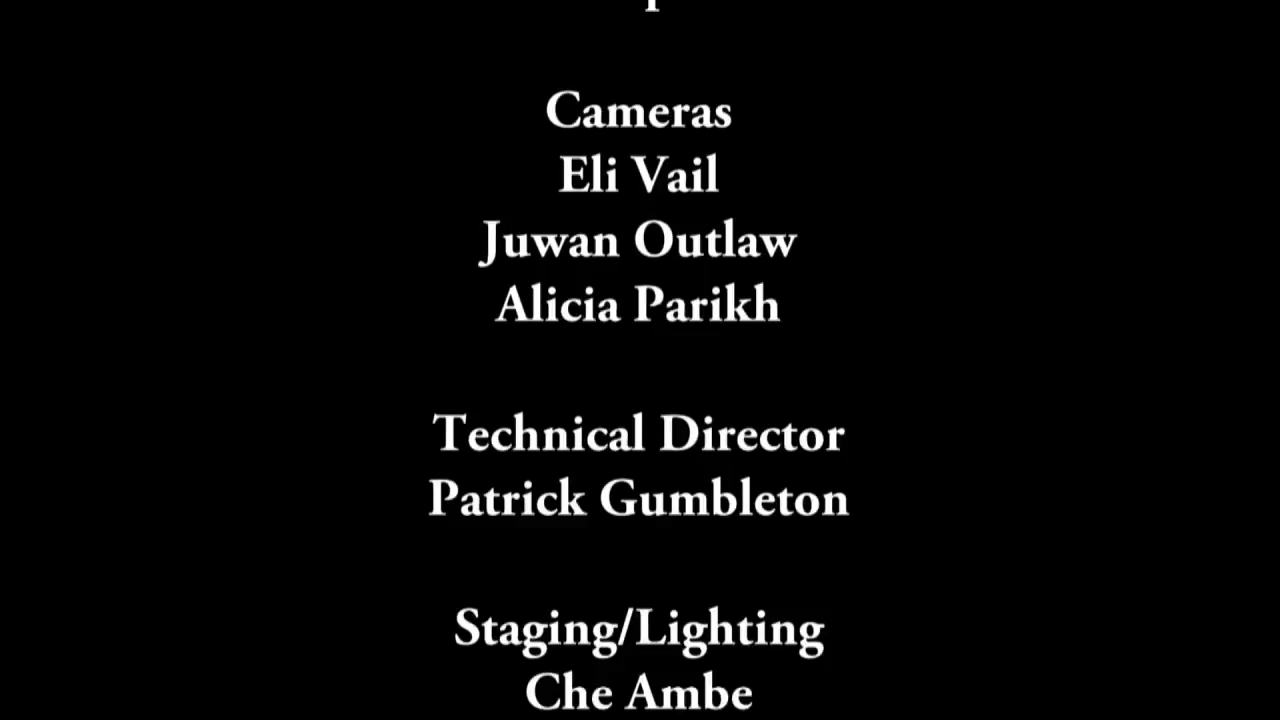 Cameras
Eli Vail
Juwan Outlaw
Alicia Parikh
Technical Director
Patrick Gumbleton
Staging/Lighting
Che Ambe